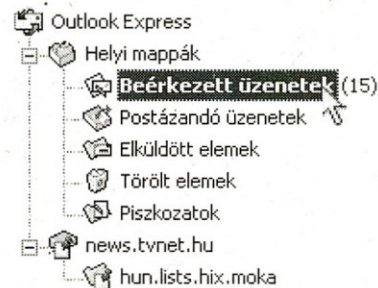 Outlook Express
Helyi mappák
Beérkezett üzenetek (15)
Postázandó üzenetek
Elküldött elemek
Törölt elemek
Piszkozatok
news.tvnet.hu
hun.lists.hix.moka